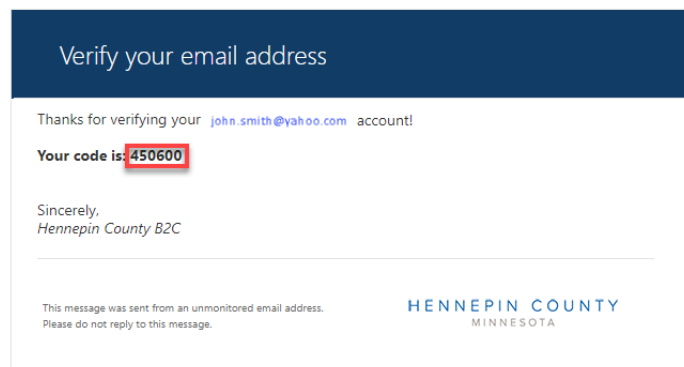 Verify your email address
Thanks for verifying your john.smith@yahoo.com account!
Your code is: 450600
Sincerely,
Hennepin County B2C
This message was sent from an unmonitored email address.
Please do not reply to this message.
HENNEPIN COUNTY
MINNESOTA